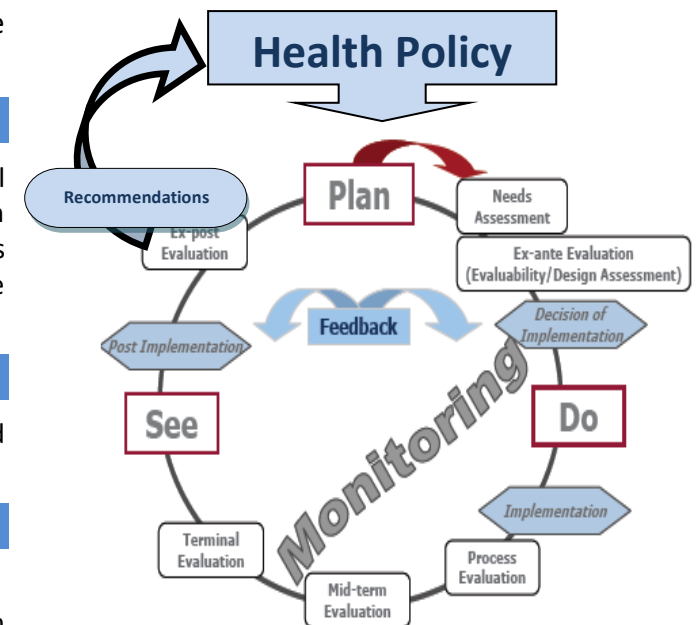 Health Policy
Recommendations
Plan
Needs
Assessment
Ex-post
Evaluation
Ex-ante Evaluation
(Evaluability/Design Assessment)
Feedback
Decision of
Implementation
Post Implementation
See
Do
Monitoring
Implementation
Terminal
Evaluation
Process
Evaluation
Mid-term
Evaluation